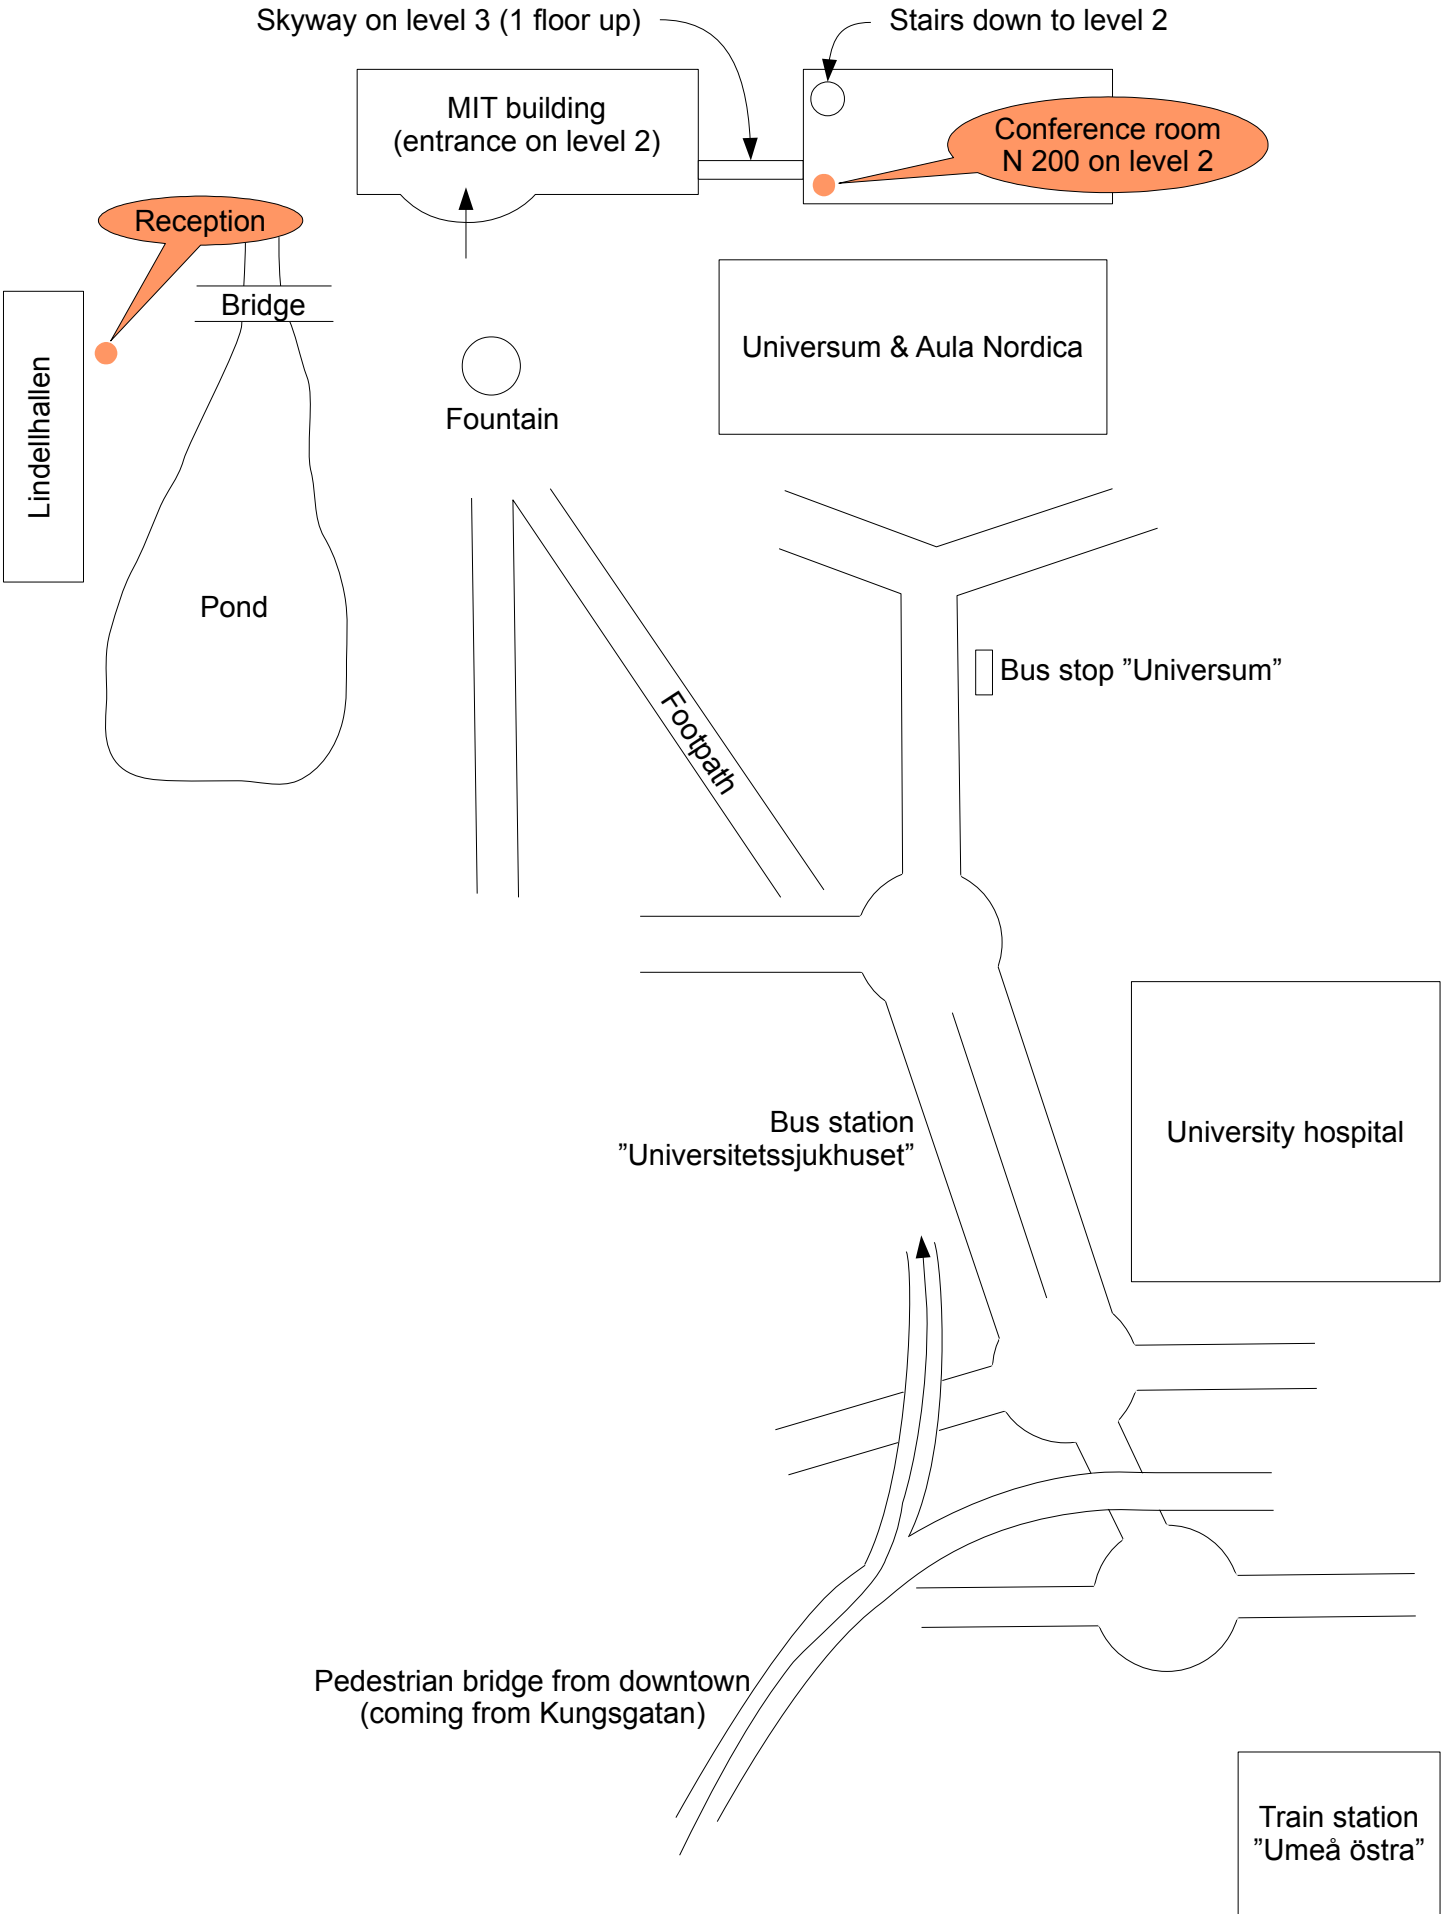 Skyway on level 3 (1 floor up)
Stairs down to level 2
MIT building
(entrance on level 2)
Conference room
N 200 on level 2
Reception
Bridge
Universum & Aula Nordica
Lindellhallen
Fountain
Pond
Bus stop ”Universum”
Footpath
Bus station
”Universitetssjukhuset”
University hospital
Pedestrian bridge from downtown
(coming from Kungsgatan)
Train station
”Umeå östra”